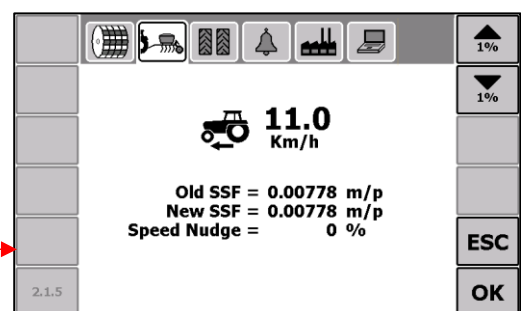 1%
1%
11.0
Km/h
Old SSF = 0.00778 m/p
New SSF = 0.00778 m/p
Speed Nudge = 0 %
ESC
2.1.5
OK